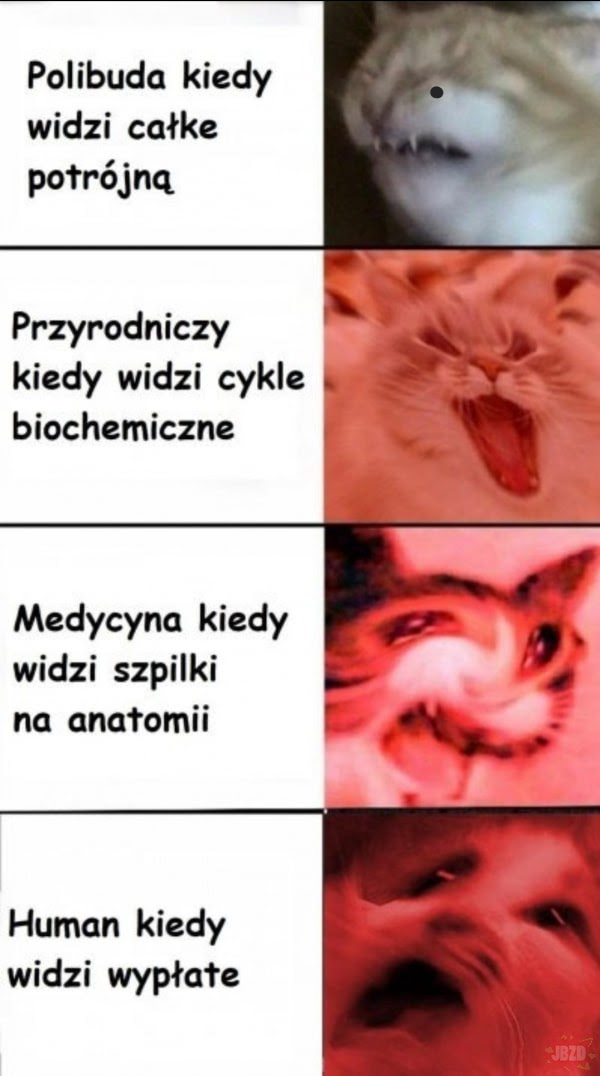 Polibuda kiedy
widzi całke
potrójną
Przyrodniczy
kiedy widzi cykle
biochemiczne
Medycyna kiedy
widzi szpilki
na anatomii
Human kiedy
widzi wypłate
JBZD